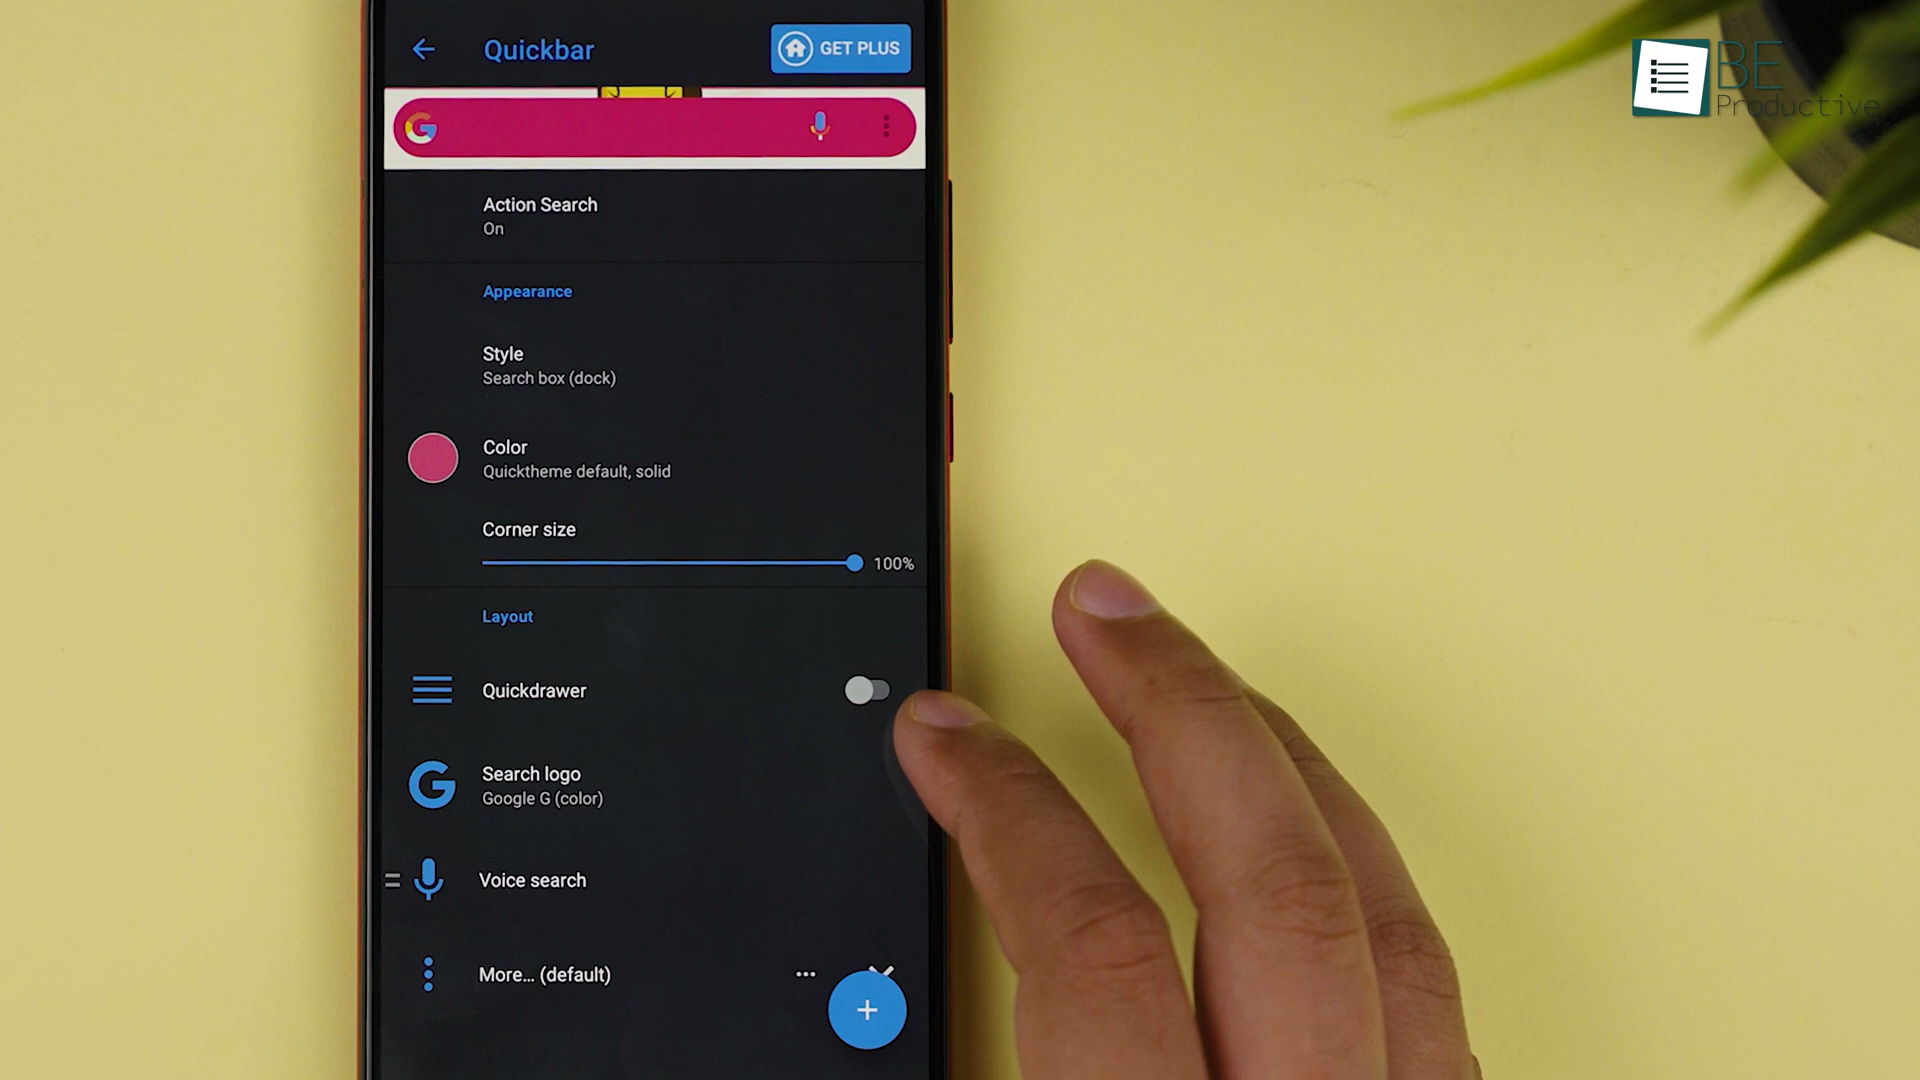 Quickbar
GET PLUS
BE
Productive
Action Search
On
Appearance
Style
Search box (dock)
Color
Quicktheme default, solid
Corner size
100%
Layout
Quickdrawer
Search logo
Google G (color)
Voice search
More... (default)